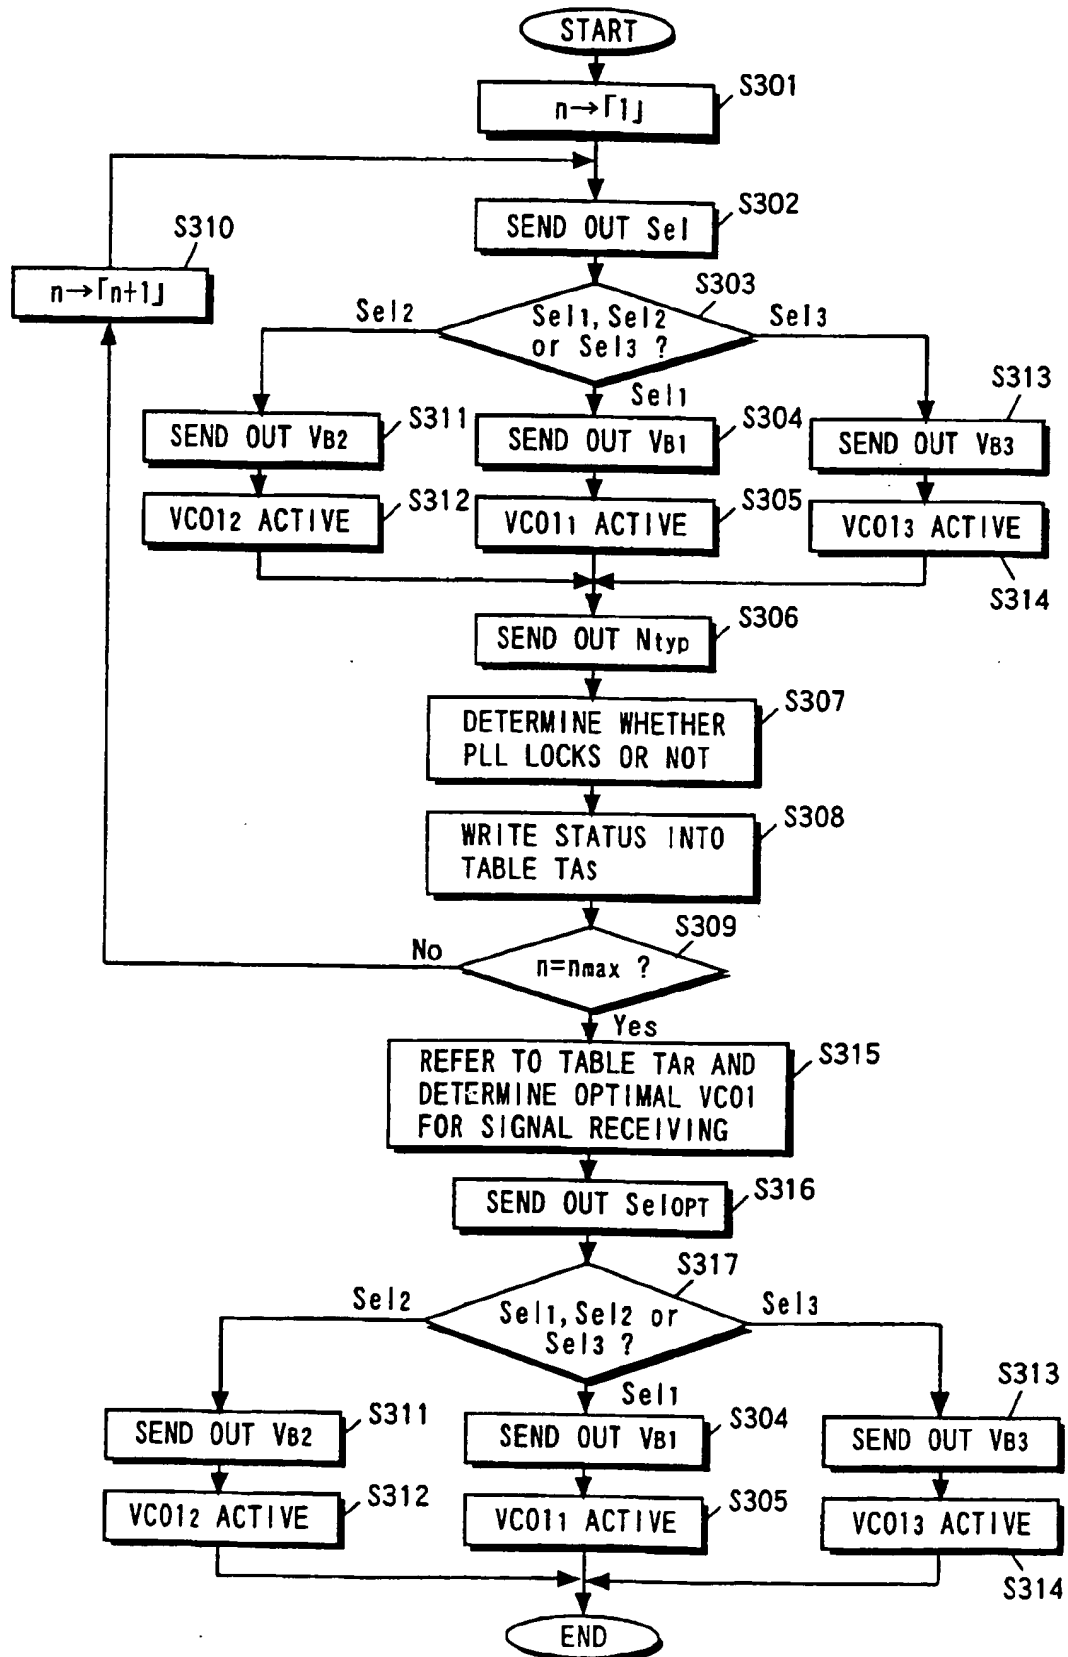 START
S301
n→「1」
S302
SEND OUT Sel
S310
n→「n+1」
S303
Sel2
Sel1, Sel2
or Sel3 ?
Sel3
Sel1
S311
SEND OUT VB2
S304
SEND OUT VB1
S313
SEND OUT VB3
S312
VCO12 ACTIVE
S305
VCO11 ACTIVE
VCO13 ACTIVE
S314
S306
SEND OUT Ntyp
S307
DETERMINE WHETHER
PLL LOCKS OR NOT
S308
WRITE STATUS INTO
TABLE TAS
S309
No
n=nmax ?
Yes
S315
REFER TO TABLE TAR AND
DETERMINE OPTIMAL VCO1
FOR SIGNAL RECEIVING
S316
SEND OUT SelOPT
S317
Sel2
Sel1, Sel2 or
Sel3 ?
Sel3
Sel1
S311
SEND OUT VB2
S304
SEND OUT VB1
S313
SEND OUT VB3
S312
VCO12 ACTIVE
S305
VCO11 ACTIVE
VCO13 ACTIVE
S314
END